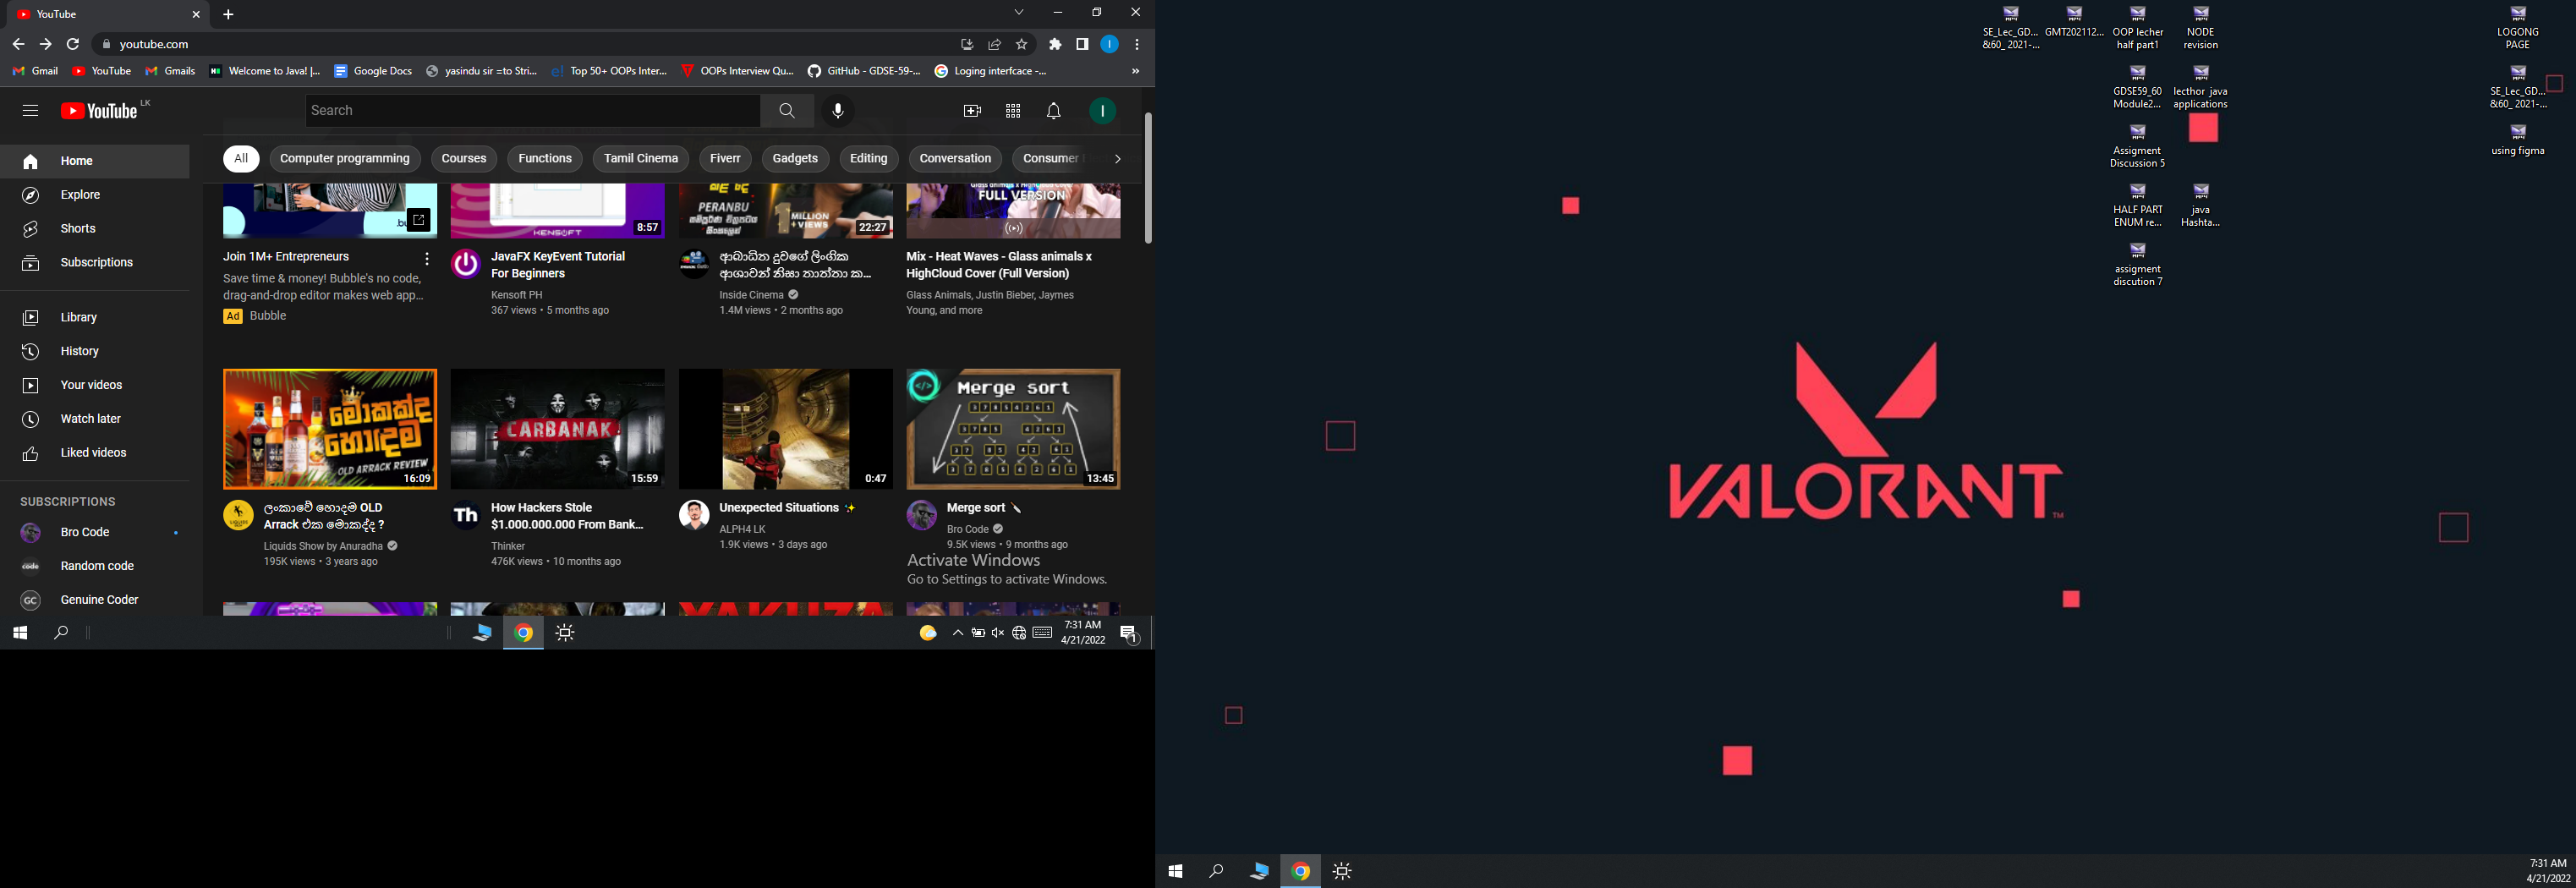 YouTube
youtube.com
Gmail
YouTube
Gmails
Welcome to Java! |...
Google Docs
yasindu sir =to Stri...
Top 50+ OOPs Inter...
OOPs Interview Qu...
GitHub - GDSE-59-...
Loging interfcace -...
YouTube LK
Search
I
Home
Explore
Shorts
Subscriptions
Library
History
Your videos
Watch later
Liked videos
SUBSCRIPTIONS
Bro Code
Random code
Genuine Coder
All
Computer programming
Courses
Functions
Tamil Cinema
Fiverr
Gadgets
Editing
Conversation
Consumer
Join 1M+ Entrepreneurs
Save time & money! Bubble's no code,
drag-and-drop editor makes web app...
Ad Bubble
KENSOFT
8:57
JavaFX KeyEvent Tutorial
For Beginners
Kensoft PH
367 views • 5 months ago
PERANBU
1 MILLION
+VIEWS
22:27
ආබාධිත දුවගේ ලිංගික
ආශාවන් නිසා තාත්තා ක...
Inside Cinema
1.4M views • 2 months ago
FULL VERSION
Mix - Heat Waves - Glass animals x
HighCloud Cover (Full Version)
Glass Animals, Justin Bieber, Jaymes
Young, and more
මොකක්ද
හොඳම
OLD ARRACK REVIEW
16:09
ලංකාවේ හොදම OLD
Arrack එක මොකද්ද ?
Liquids Show by Anuradha
195K views • 3 years ago
CARBANAK
15:59
Th
How Hackers Stole
$1.000.000.000 From Bank...
Thinker
476K views • 10 months ago
0:47
Unexpected Situations
ALPH4 LK
1.9K views • 3 days ago
Merge sort
13:45
Merge sort
Bro Code
9.5K views • 9 months ago
Activate Windows
Go to Settings to activate Windows.
YAKUZA
7:31 AM
4/21/2022
1
SE_Lec_GD...
&60_ 2021-...
GMT202112...
OOP lecher
half part1
NODE
revision
LOGONG
PAGE
GDSE59_60
Module2...
lecthor java
applications
SE_Lec_GD...
&60_ 2021-...
Assigment
Discussion 5
using figma
HALF PART
ENUM re...
java
Hashta...
assigment
discution 7
VALORANT
TM
7:31 AM
4/21/2022